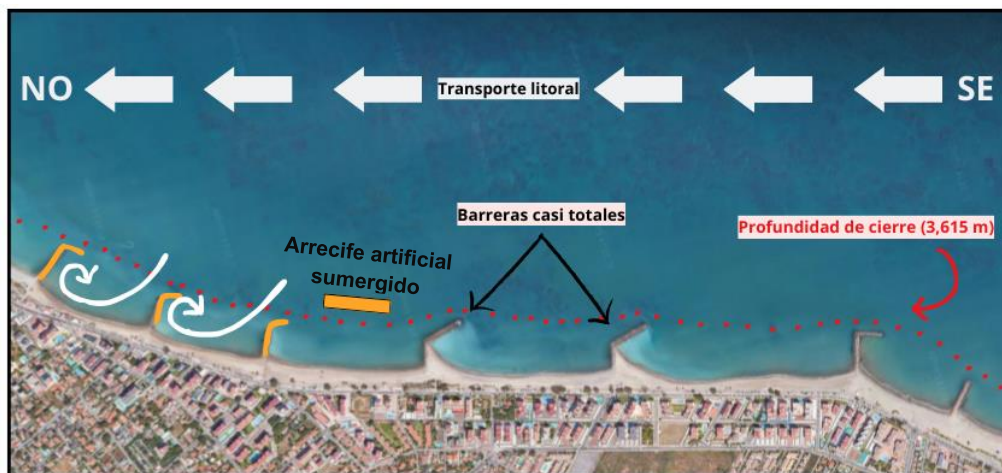 NO
Transporte litoral
SE
Barreras casi totales
Profundidad de cierre (3,615 m)
Arrecife artificial
sumergido